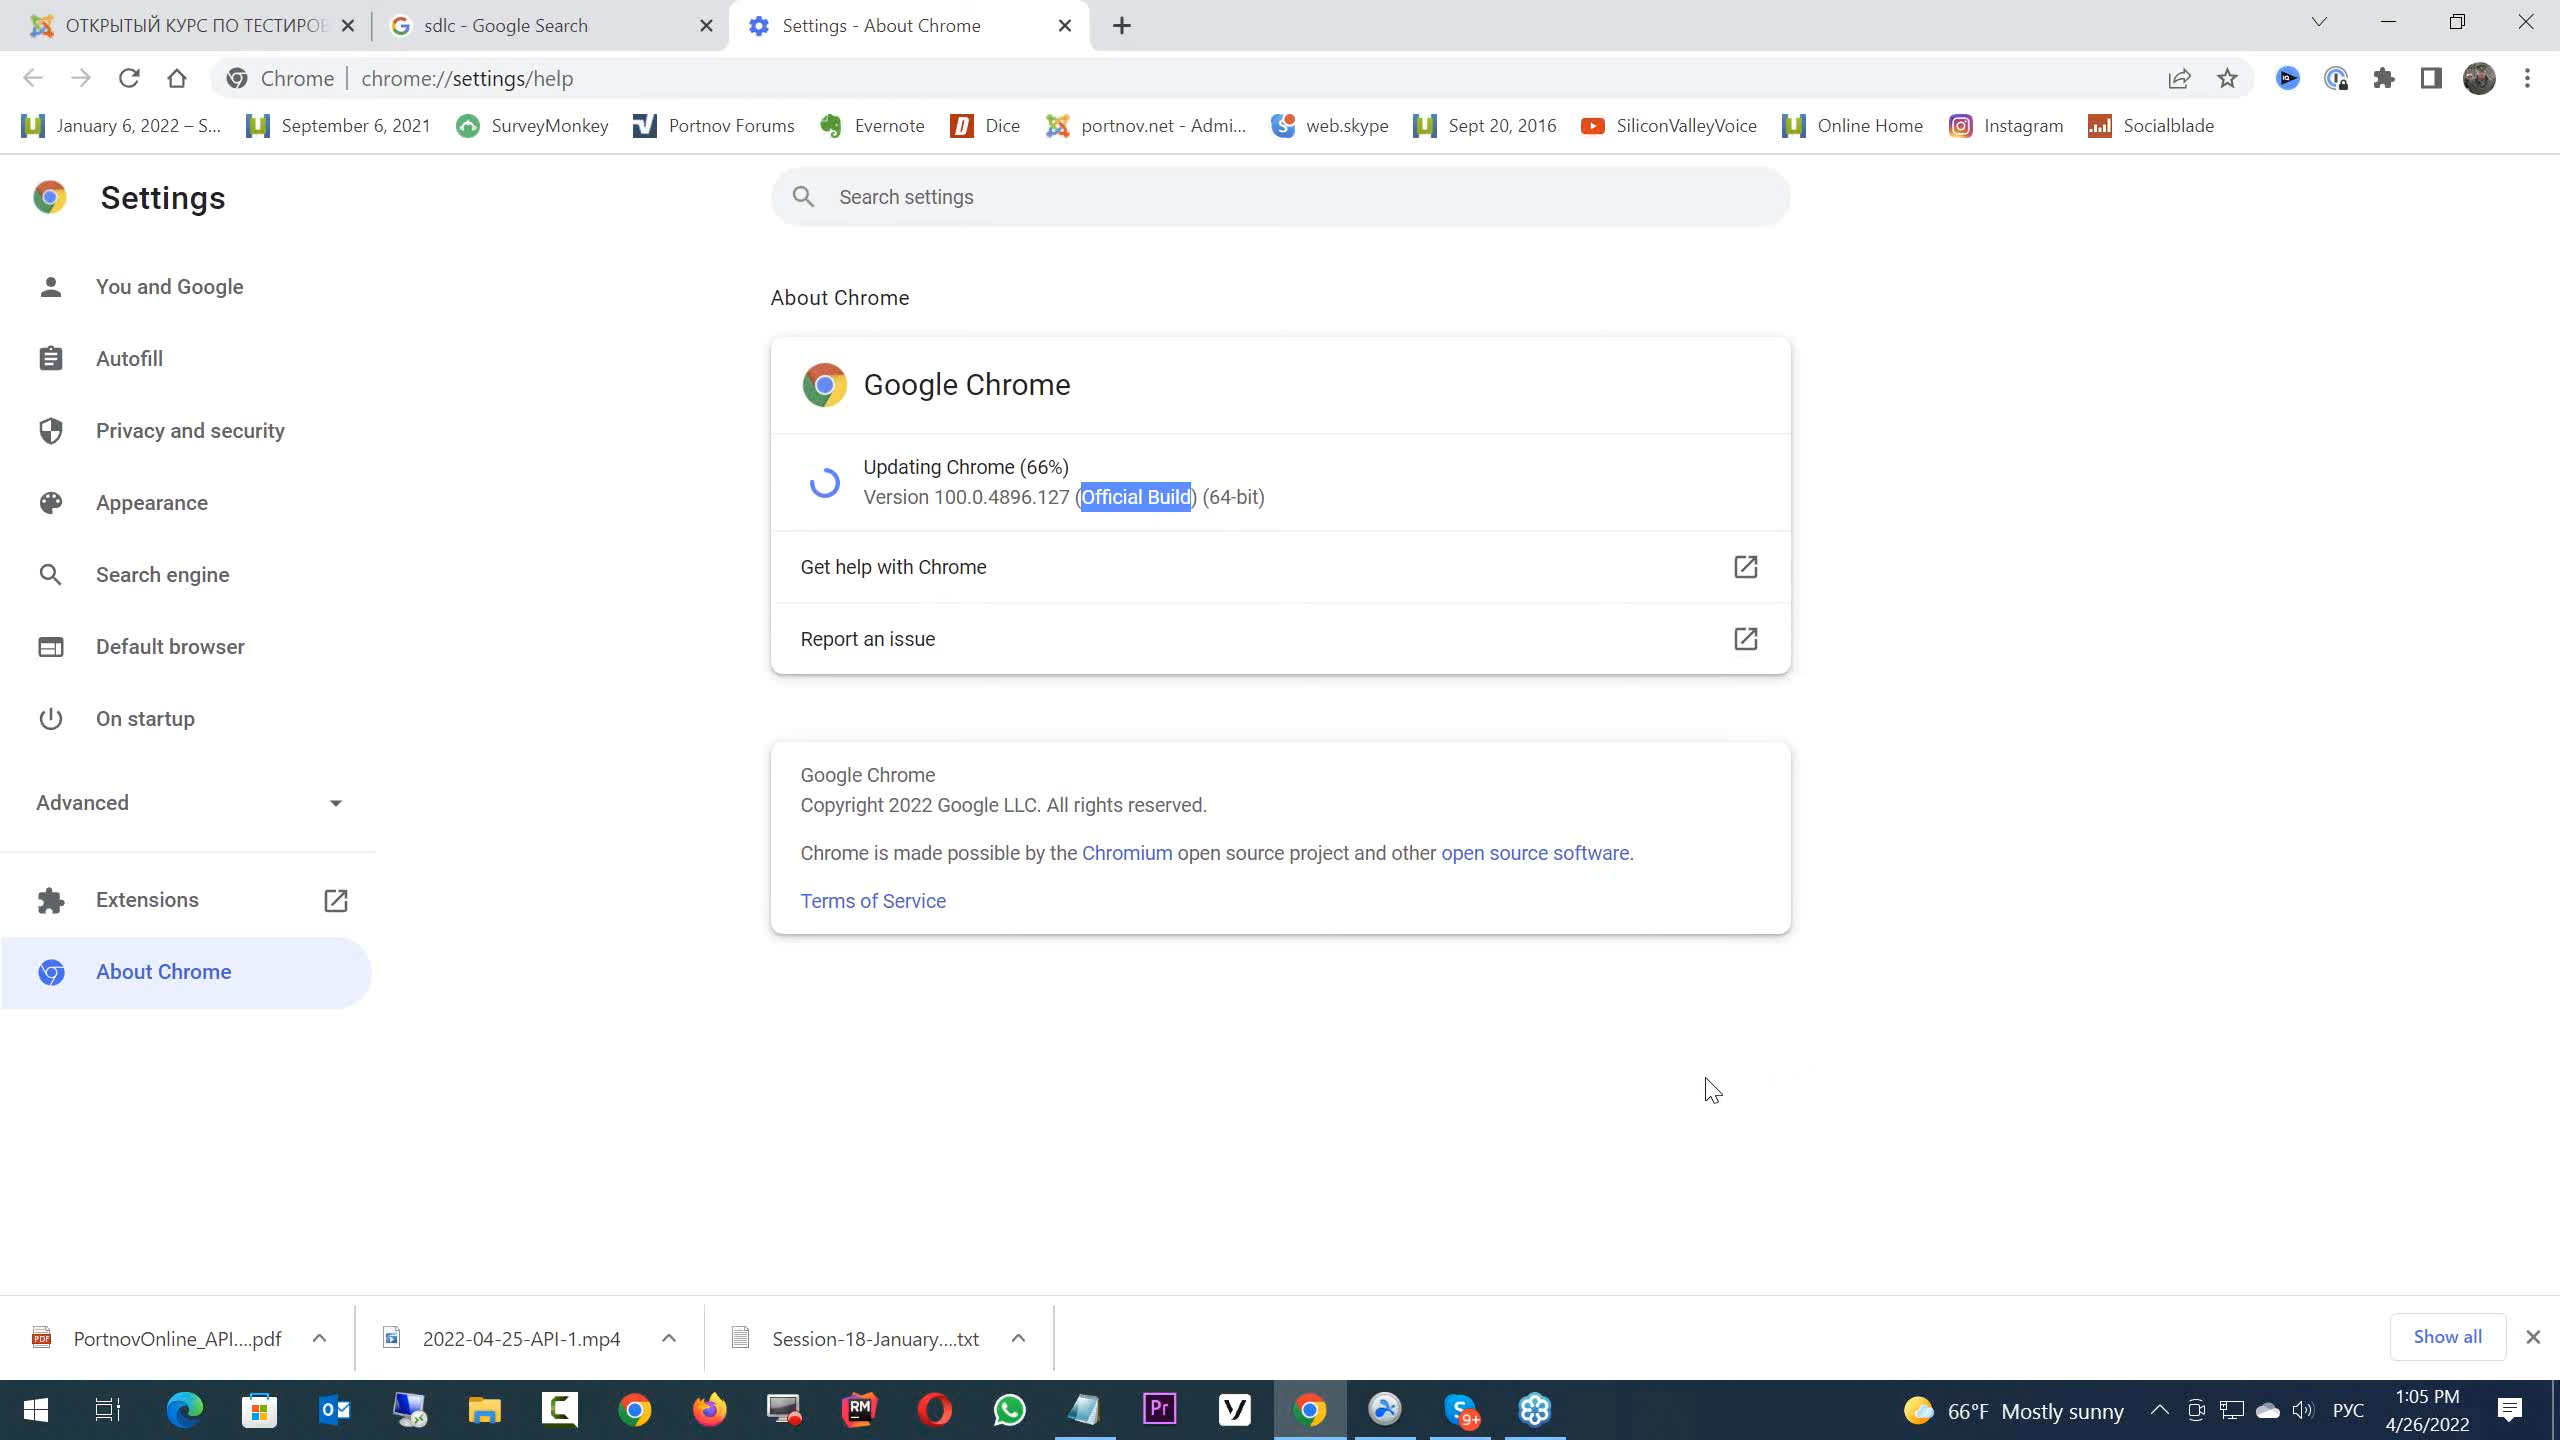 ОТКРЫТЫЙ КУРС ПО ТЕСТИРОВ
sdlc - Google Search
Settings - About Chrome
Chrome
chrome://settings/help
January 6, 2022 – S...
September 6, 2021
SurveyMonkey
Portnov Forums
Evernote
Dice
portnov.net - Admi...
web.skype
Sept 20, 2016
SiliconValleyVoice
Online Home
Instagram
Socialblade
Settings
Search settings
You and Google
Autofill
Privacy and security
Appearance
Search engine
Default browser
On startup
Advanced
Extensions
About Chrome
About Chrome
Google Chrome
Updating Chrome (66%)
Version 100.0.4896.127 (Official Build) (64-bit)
Get help with Chrome
Report an issue
Google Chrome
Copyright 2022 Google LLC. All rights reserved.
Chrome is made possible by the Chromium open source project and other open source software.
Terms of Service
PortnovOnline_API....pdf
2022-04-25-API-1.mp4
Session-18-January....txt
Show all
RM
Pr
9+
66°F Mostly sunny
РУС
1:05 PM
4/26/2022